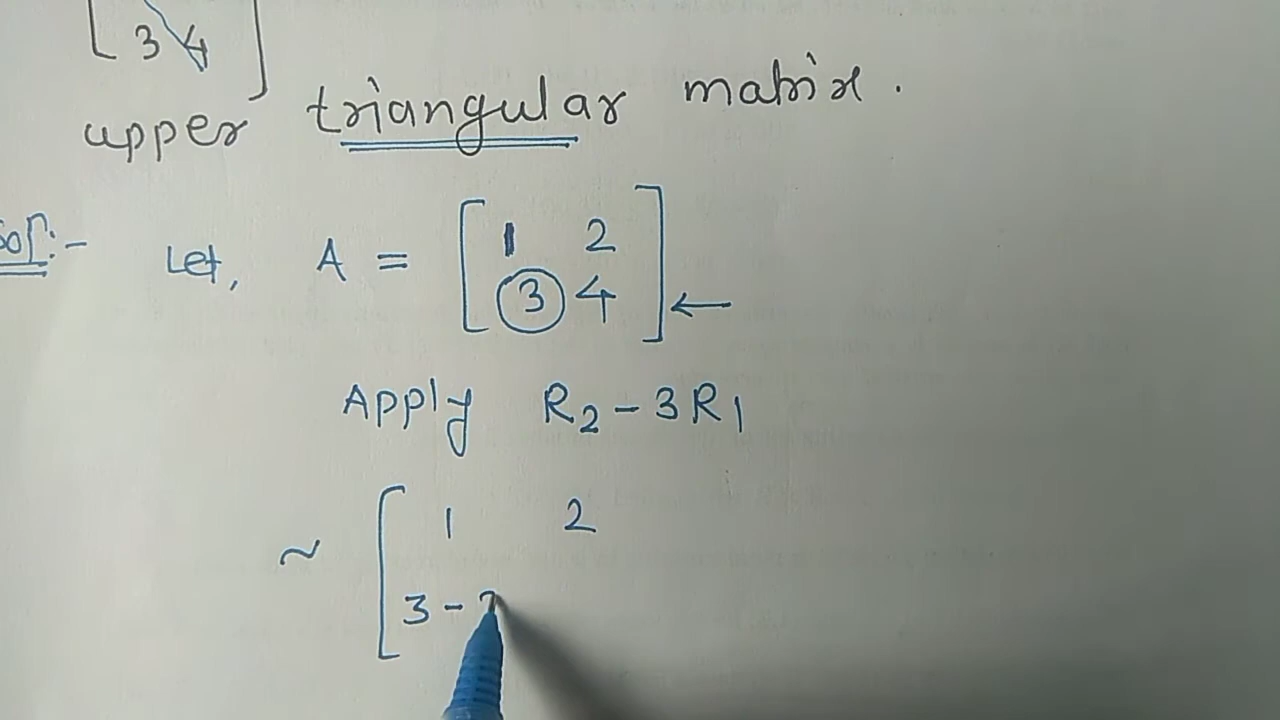 3 4
upper triangular matrix.
Sol:- Let, A = [ 1 2
3 4 ] ←
Apply R₂ - 3R₁
~ [ 1 2
3 -